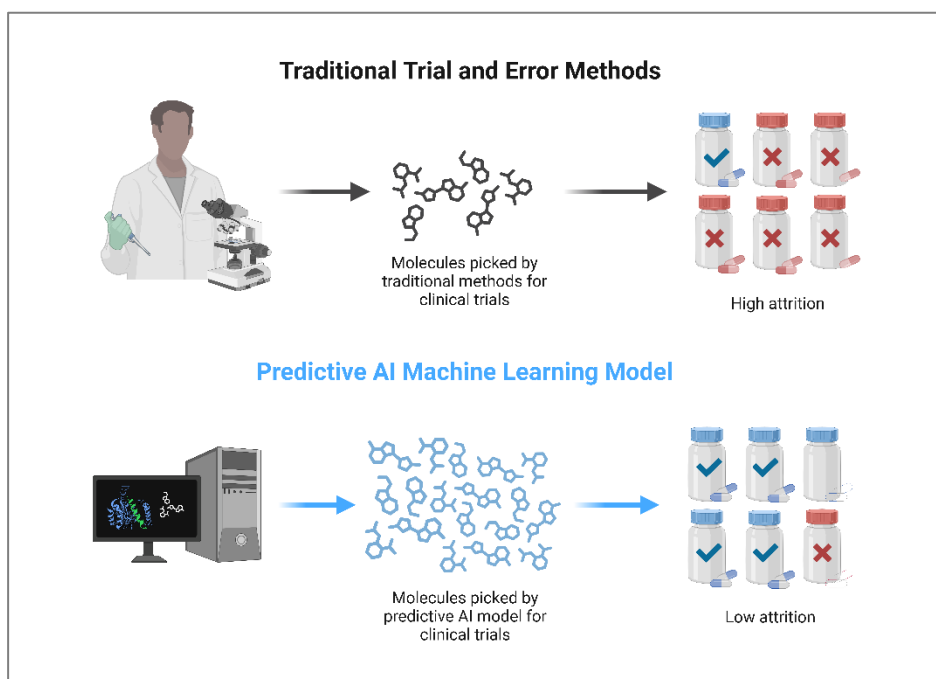 Traditional Trial and Error Methods
Molecules picked by
traditional methods for
clinical trials
High attrition
Predictive AI Machine Learning Model
Molecules picked by
predictive AI model for
clinical trials
Low attrition